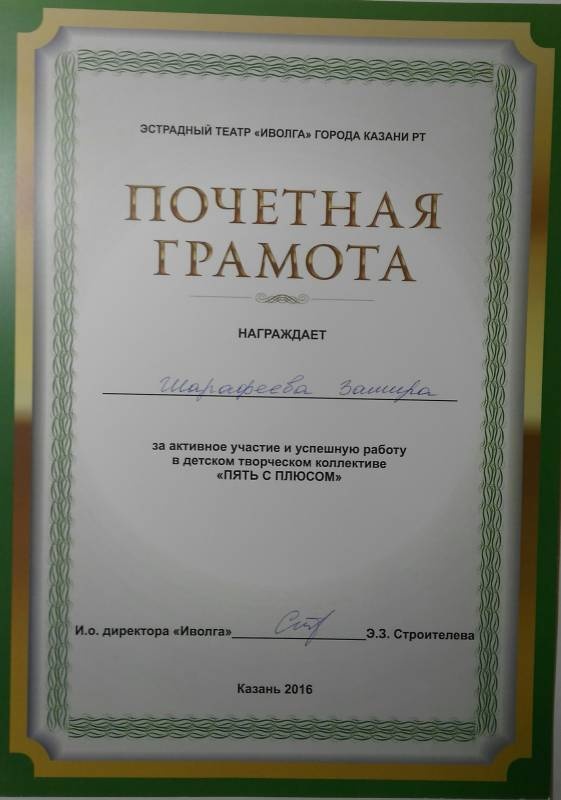 ЭСТРАДНЫЙ ТЕАТР «ИВОЛГА» ГОРОДА КАЗАНИ РТ
ПОЧЕТНАЯ
ГРАМОТА
НАГРАЖДАЕТ
Шарафеева Замира
за активное участие и успешную работу
в детском творческом коллективе
«ПЯТЬ С ПЛЮСОМ»
И.о. директора «Иволга» Э.З. Строителева
Казань 2016